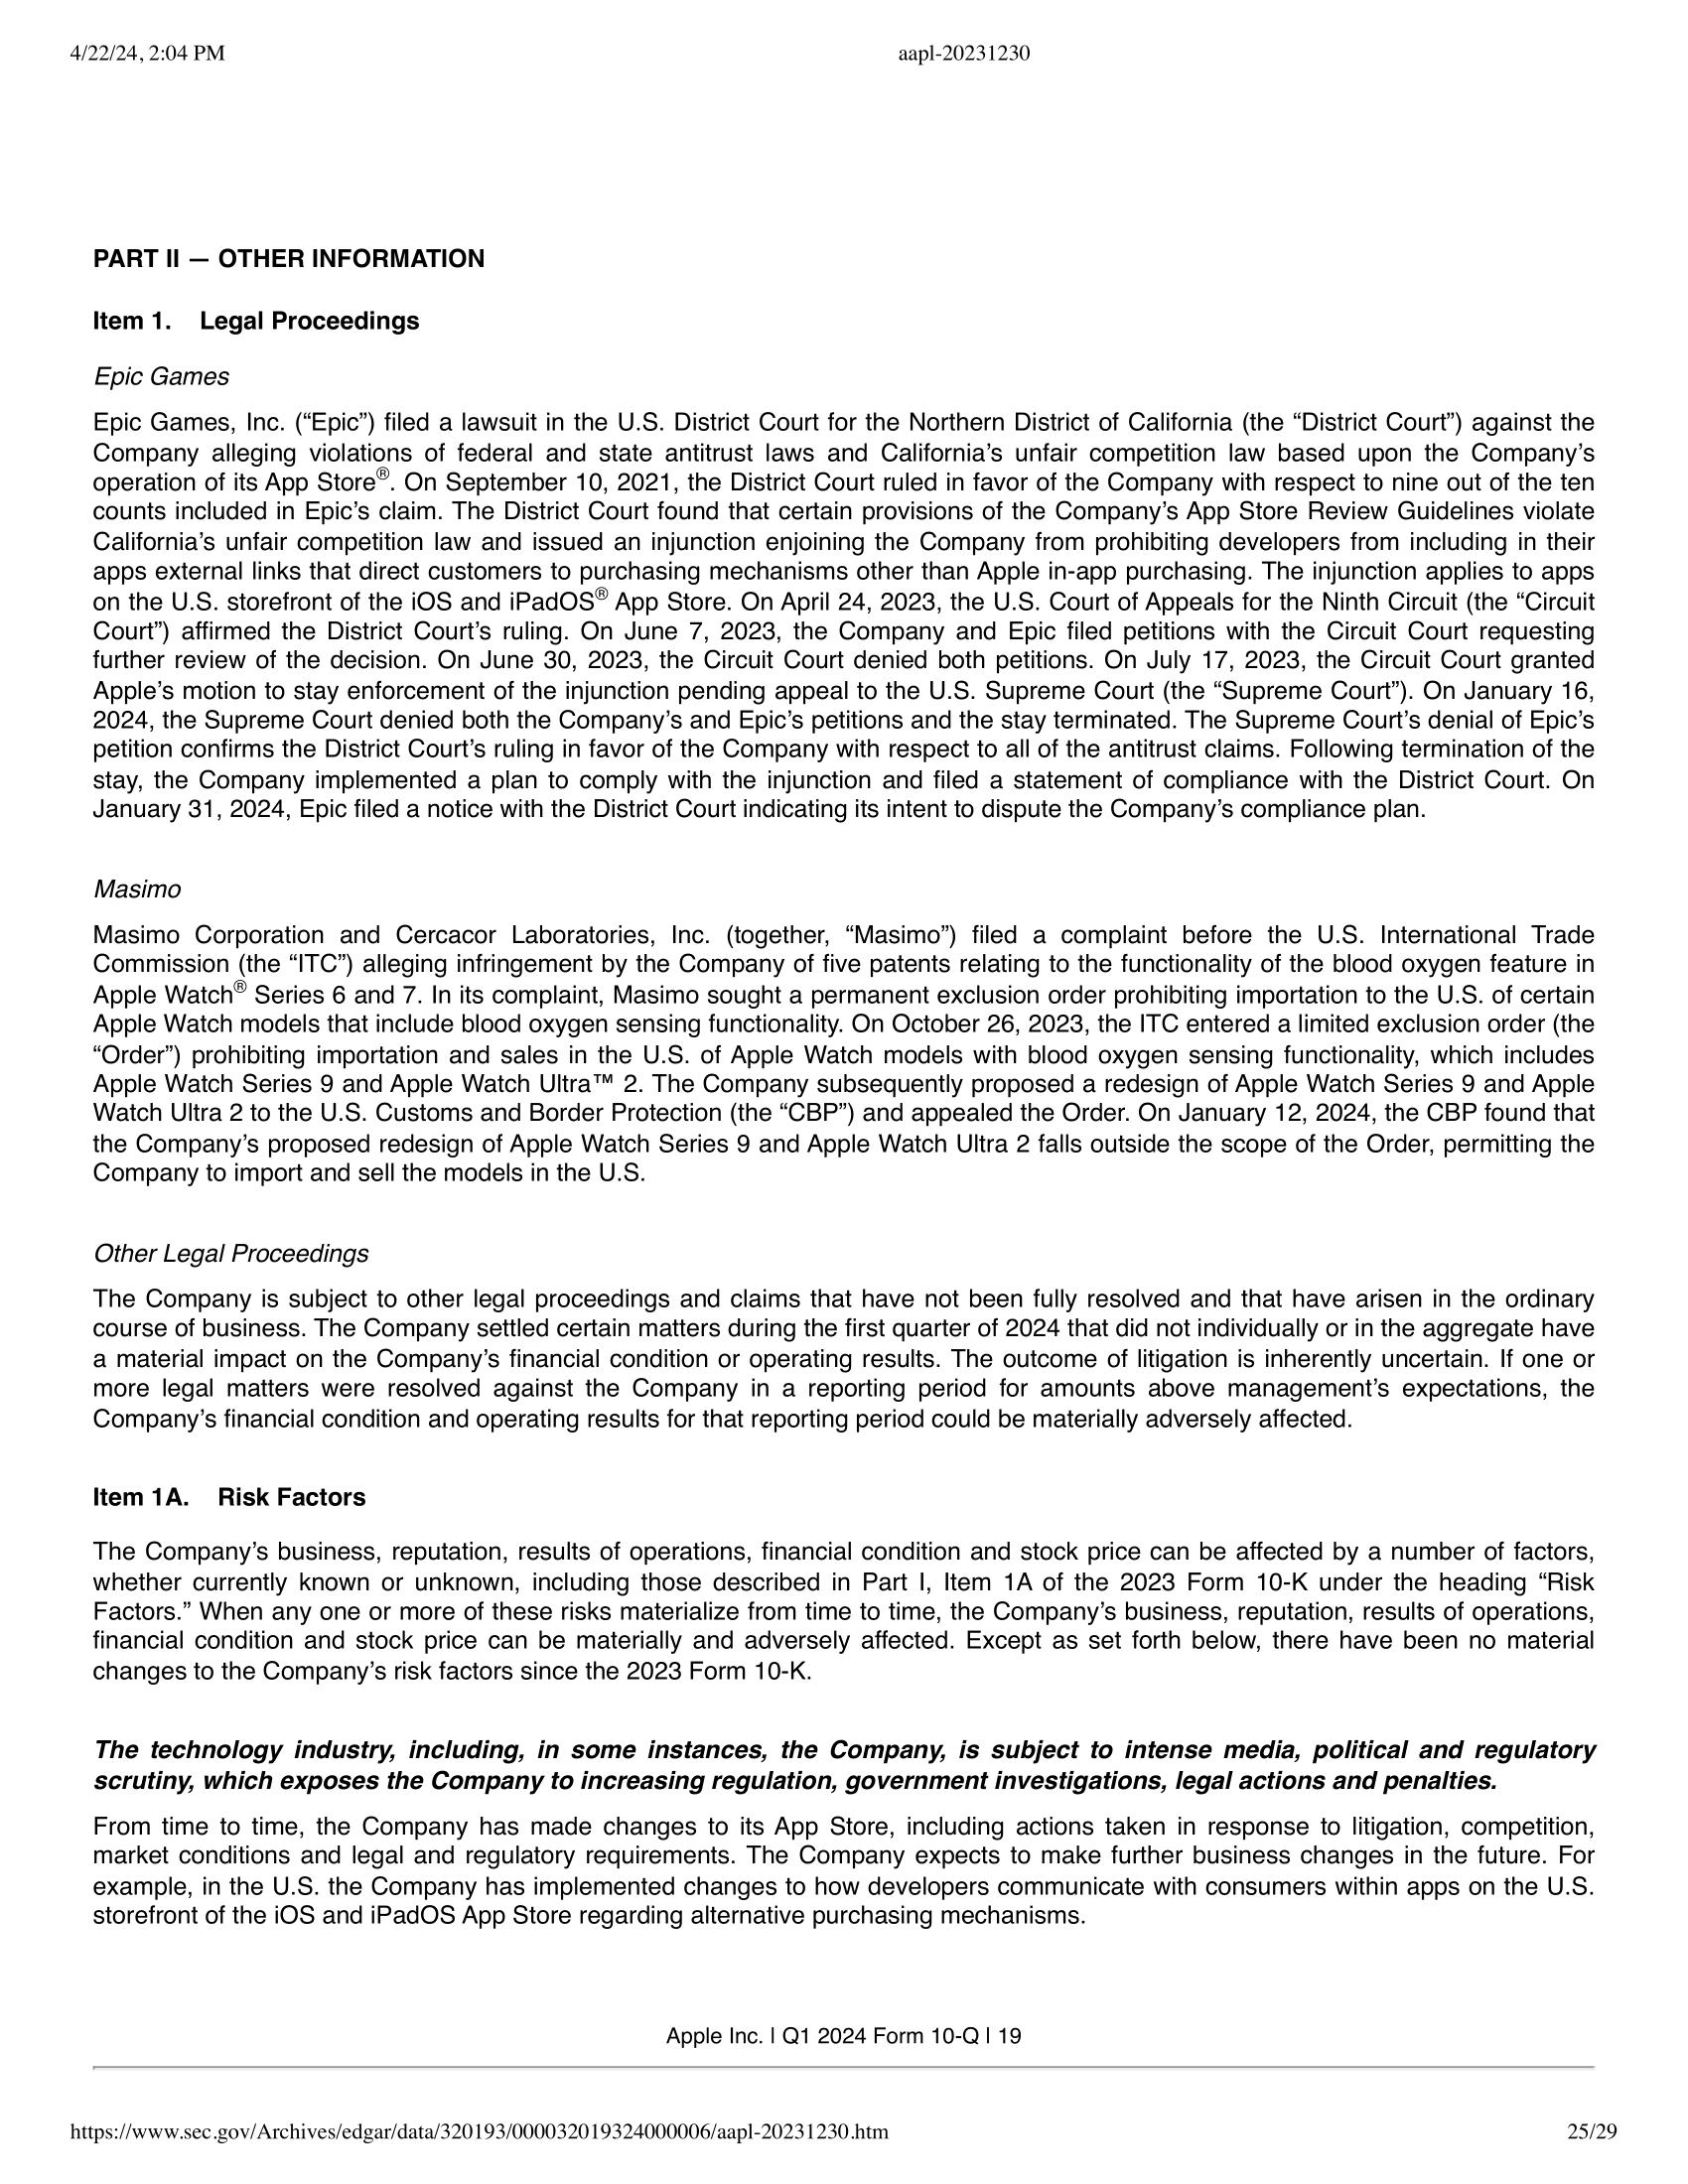 4/22/24, 2:04 PM
aapl-20231230
PART II — OTHER INFORMATION
Item 1. Legal Proceedings
Epic Games
Epic Games, Inc. (“Epic”) filed a lawsuit in the U.S. District Court for the Northern District of California (the “District Court”) against the
Company alleging violations of federal and state antitrust laws and California’s unfair competition law based upon the Company’s
operation of its App Store®. On September 10, 2021, the District Court ruled in favor of the Company with respect to nine out of the ten
counts included in Epic’s claim. The District Court found that certain provisions of the Company’s App Store Review Guidelines violate
California’s unfair competition law and issued an injunction enjoining the Company from prohibiting developers from including in their
apps external links that direct customers to purchasing mechanisms other than Apple in-app purchasing. The injunction applies to apps
on the U.S. storefront of the iOS and iPadOS® App Store. On April 24, 2023, the U.S. Court of Appeals for the Ninth Circuit (the “Circuit
Court”) affirmed the District Court’s ruling. On June 7, 2023, the Company and Epic filed petitions with the Circuit Court requesting
further review of the decision. On June 30, 2023, the Circuit Court denied both petitions. On July 17, 2023, the Circuit Court granted
Apple’s motion to stay enforcement of the injunction pending appeal to the U.S. Supreme Court (the “Supreme Court”). On January 16,
2024, the Supreme Court denied both the Company’s and Epic’s petitions and the stay terminated. The Supreme Court’s denial of Epic’s
petition confirms the District Court’s ruling in favor of the Company with respect to all of the antitrust claims. Following termination of the
stay, the Company implemented a plan to comply with the injunction and filed a statement of compliance with the District Court. On
January 31, 2024, Epic filed a notice with the District Court indicating its intent to dispute the Company’s compliance plan.
Masimo
Masimo Corporation and Cercacor Laboratories, Inc. (together, “Masimo”) filed a complaint before the U.S. International Trade
Commission (the “ITC”) alleging infringement by the Company of five patents relating to the functionality of the blood oxygen feature in
Apple Watch® Series 6 and 7. In its complaint, Masimo sought a permanent exclusion order prohibiting importation to the U.S. of certain
Apple Watch models that include blood oxygen sensing functionality. On October 26, 2023, the ITC entered a limited exclusion order (the
“Order”) prohibiting importation and sales in the U.S. of Apple Watch models with blood oxygen sensing functionality, which includes
Apple Watch Series 9 and Apple Watch Ultra™ 2. The Company subsequently proposed a redesign of Apple Watch Series 9 and Apple
Watch Ultra 2 to the U.S. Customs and Border Protection (the “CBP”) and appealed the Order. On January 12, 2024, the CBP found that
the Company’s proposed redesign of Apple Watch Series 9 and Apple Watch Ultra 2 falls outside the scope of the Order, permitting the
Company to import and sell the models in the U.S.
Other Legal Proceedings
The Company is subject to other legal proceedings and claims that have not been fully resolved and that have arisen in the ordinary
course of business. The Company settled certain matters during the first quarter of 2024 that did not individually or in the aggregate have
a material impact on the Company’s financial condition or operating results. The outcome of litigation is inherently uncertain. If one or
more legal matters were resolved against the Company in a reporting period for amounts above management’s expectations, the
Company’s financial condition and operating results for that reporting period could be materially adversely affected.
Item 1A. Risk Factors
The Company’s business, reputation, results of operations, financial condition and stock price can be affected by a number of factors,
whether currently known or unknown, including those described in Part I, Item 1A of the 2023 Form 10-K under the heading “Risk
Factors.” When any one or more of these risks materialize from time to time, the Company’s business, reputation, results of operations,
financial condition and stock price can be materially and adversely affected. Except as set forth below, there have been no material
changes to the Company’s risk factors since the 2023 Form 10-K.
The technology industry, including, in some instances, the Company, is subject to intense media, political and regulatory
scrutiny, which exposes the Company to increasing regulation, government investigations, legal actions and penalties.
From time to time, the Company has made changes to its App Store, including actions taken in response to litigation, competition,
market conditions and legal and regulatory requirements. The Company expects to make further business changes in the future. For
example, in the U.S. the Company has implemented changes to how developers communicate with consumers within apps on the U.S.
storefront of the iOS and iPadOS App Store regarding alternative purchasing mechanisms.
Apple Inc. | Q1 2024 Form 10-Q | 19
https://www.sec.gov/Archives/edgar/data/320193/000032019324000006/aapl-20231230.htm
25/29